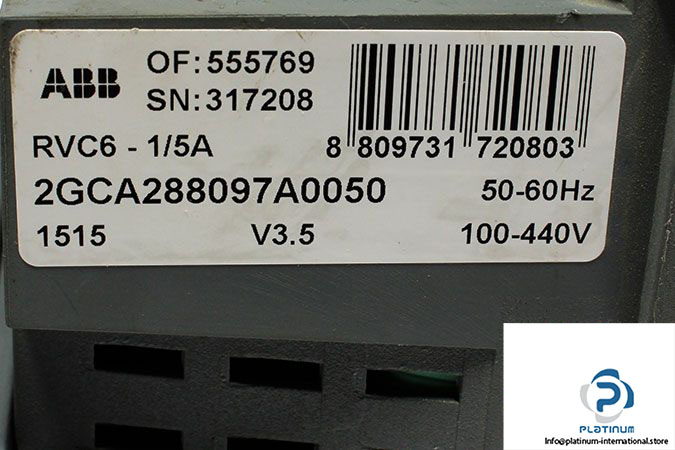 ABB
OF:555769
SN:317208
RVC6 - 1/5A
8 809731 720803
2GCA288097A0050
50-60Hz
1515
V3.5
100-440V
PLATINUM
Info@platinum-international.store